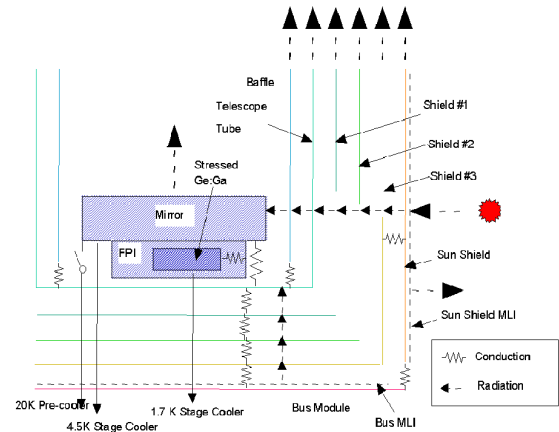 Baffle
Telescope
Tube
Shield #1
Shield #2
Shield #3
Stressed
Ge:Ga
Mirror
FPI
Sun Shield
Sun Shield MLI
Conduction
Radiation
20K Pre-cooler
4.5K Stage Cooler
1.7 K Stage Cooler
Bus Module
Bus MLI